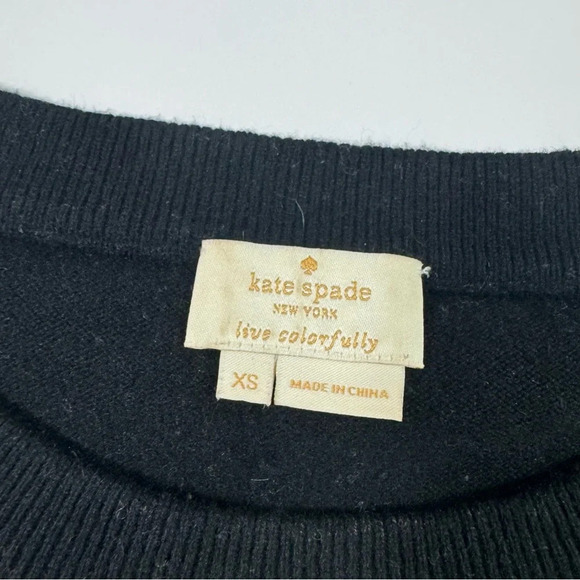 kate spade
NEW YORK
live colorfully
XS
MADE IN CHINA